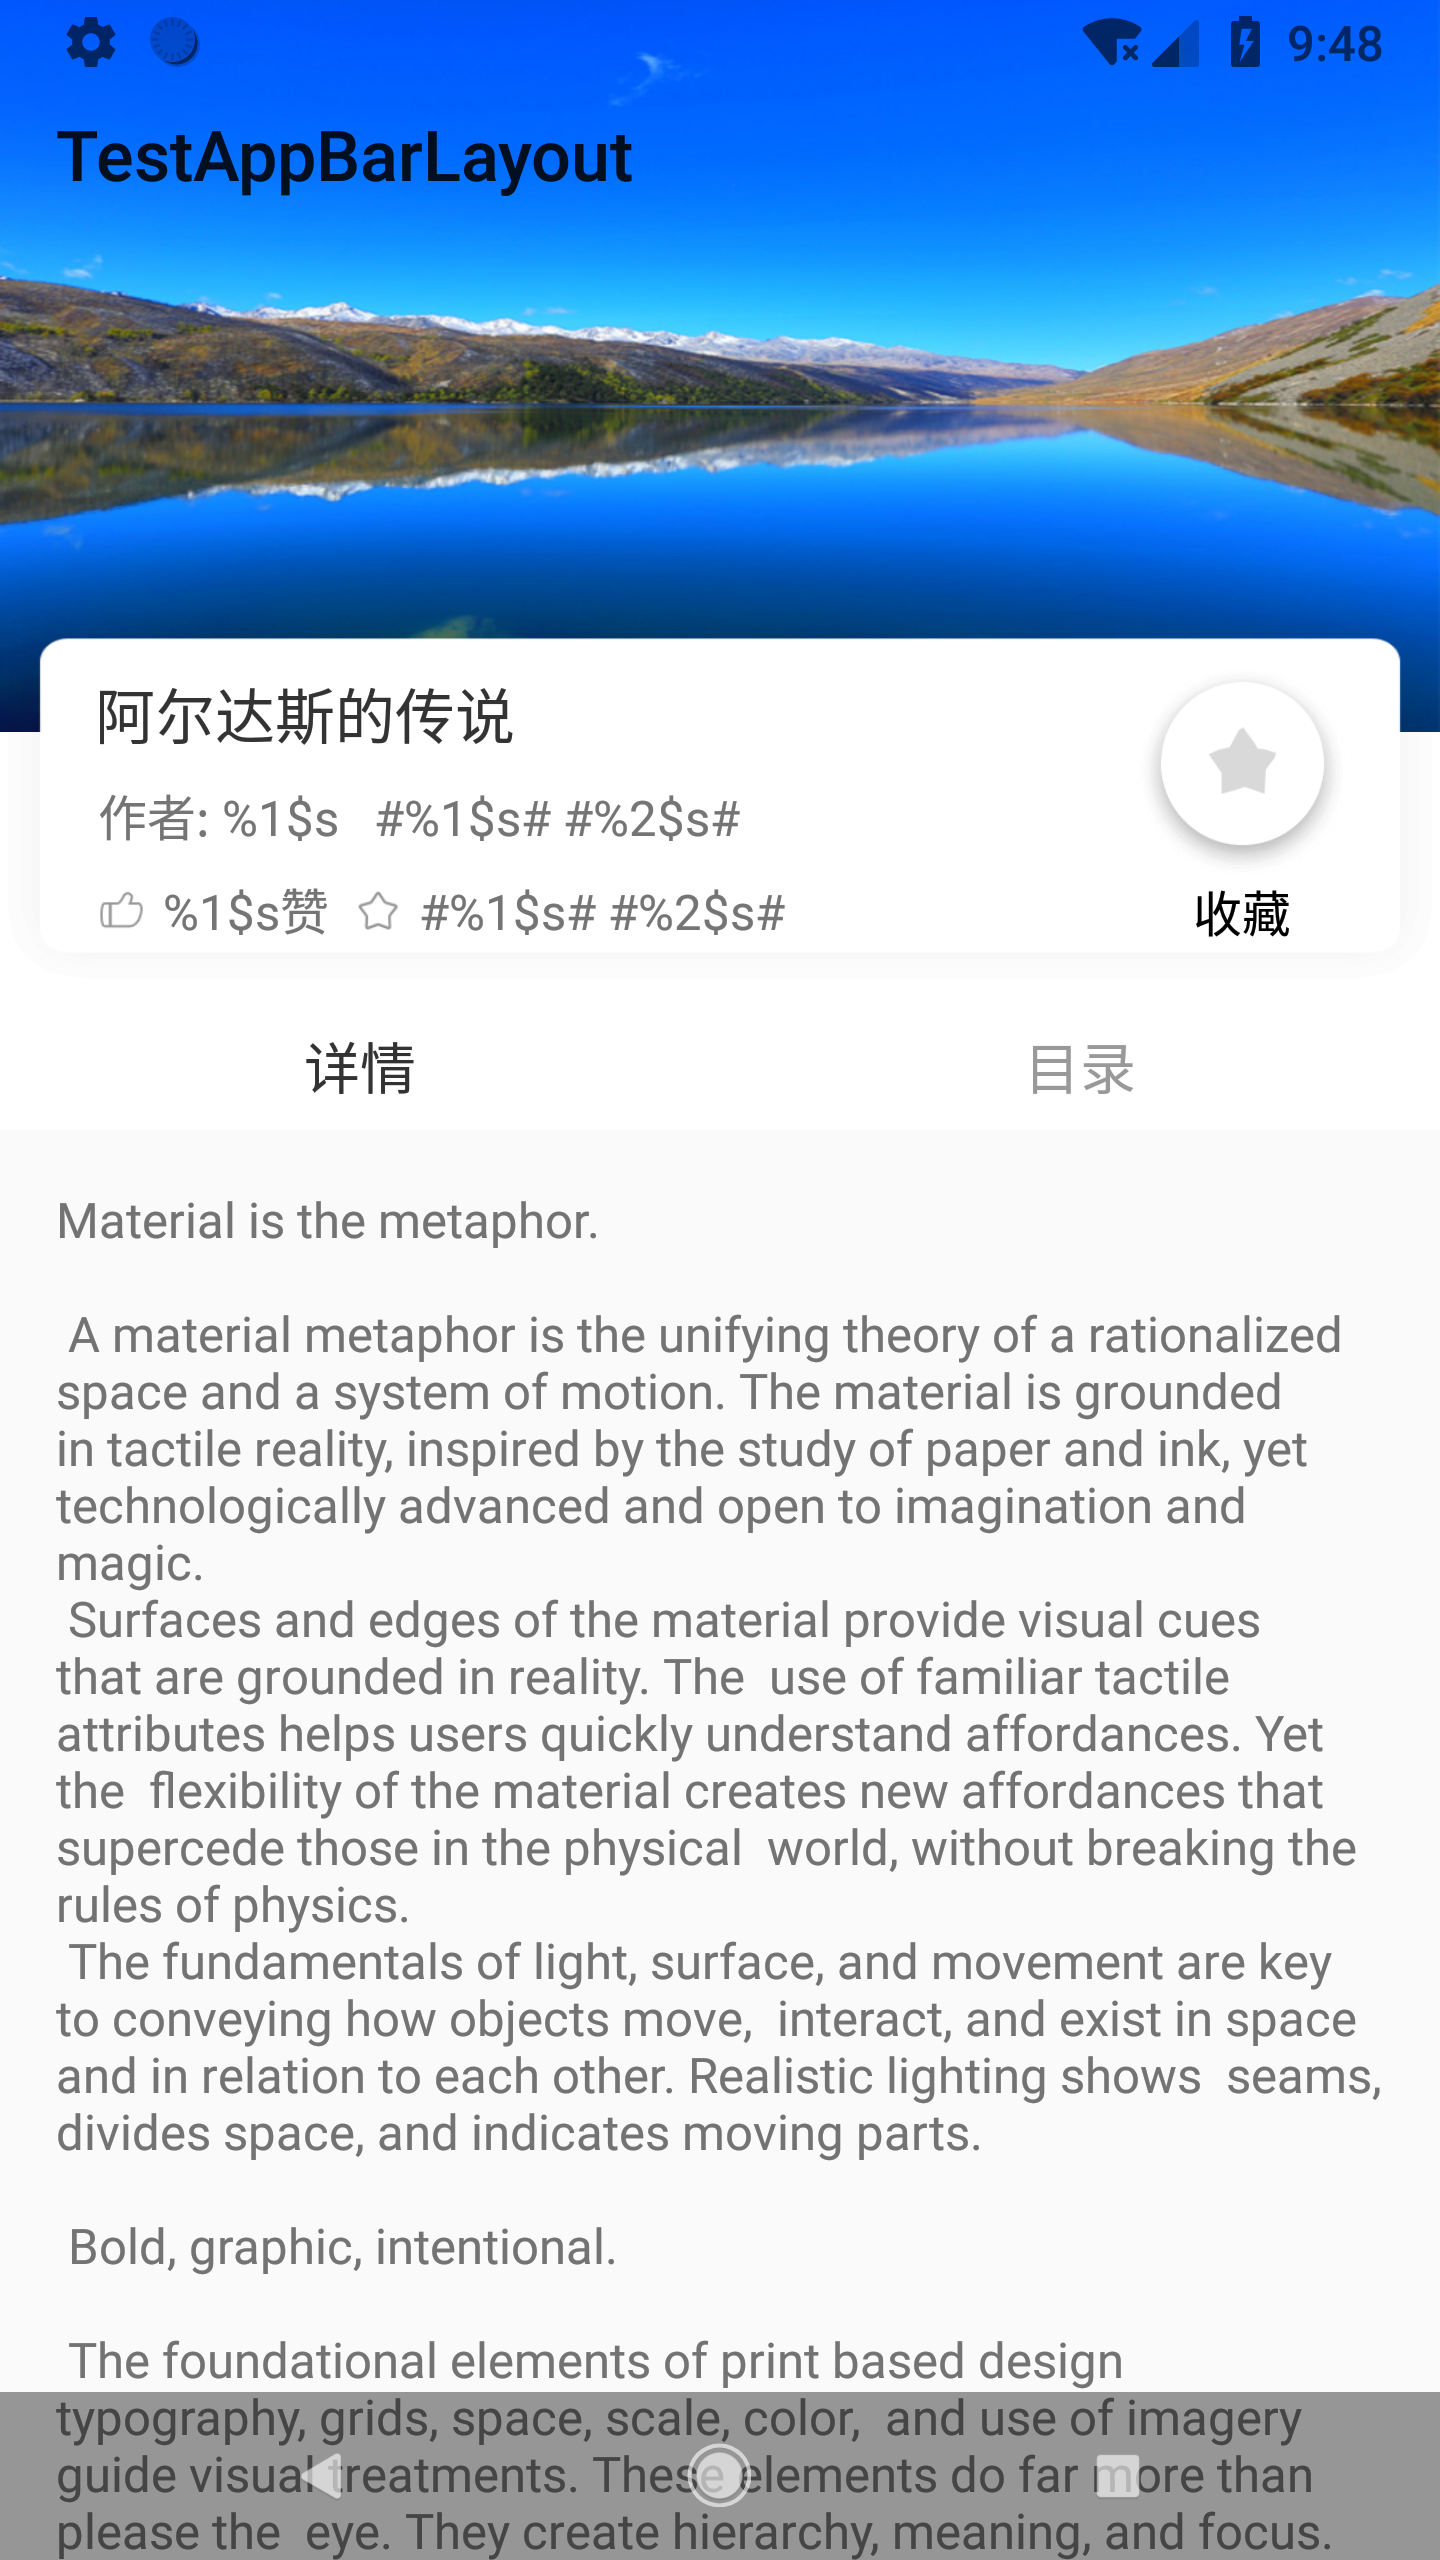 9:48
TestAppBarLayout
阿尔达斯的传说
作者: %1$s   #%1$s# #%2$s#
%1$s赞 #%1$s# #%2$s#
收藏
详情 目录
Material is the metaphor.
A material metaphor is the unifying theory of a rationalized
space and a system of motion. The material is grounded
in tactile reality, inspired by the study of paper and ink, yet
technologically advanced and open to imagination and
magic.
Surfaces and edges of the material provide visual cues
that are grounded in reality. The  use of familiar tactile
attributes helps users quickly understand affordances. Yet
the  flexibility of the material creates new affordances that
supercede those in the physical  world, without breaking the
rules of physics.
The fundamentals of light, surface, and movement are key
to conveying how objects move,  interact, and exist in space
and in relation to each other. Realistic lighting shows  seams,
divides space, and indicates moving parts.
Bold, graphic, intentional.
The foundational elements of print based design
typography, grids, space, scale, color,  and use of imagery
guide visual treatments. These elements do far more than
please the  eye. They create hierarchy, meaning, and focus.